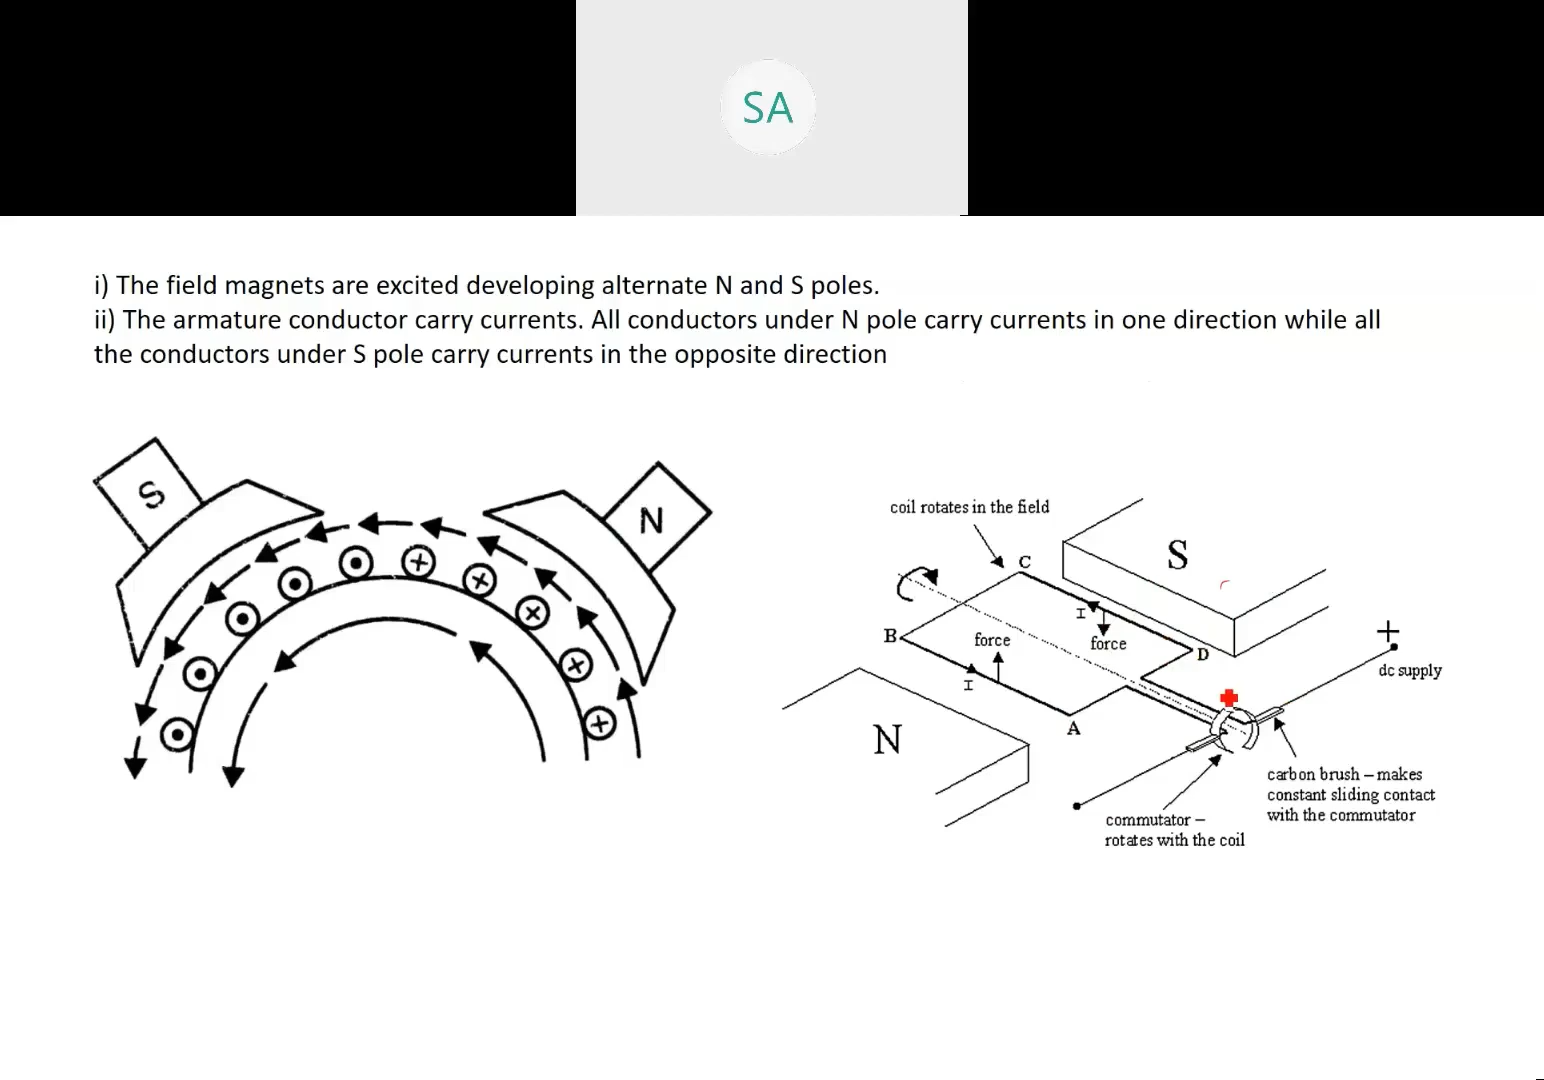 SA
i) The field magnets are excited developing alternate N and S poles.
ii) The armature conductor carry currents. All conductors under N pole carry currents in one direction while all
the conductors under S pole carry currents in the opposite direction
S
N
coil rotates in the field
S
C
I
force
B
force
D
I
+
dc supply
A
N
carbon brush – makes
constant sliding contact
with the commutator
commutator –
rotates with the coil